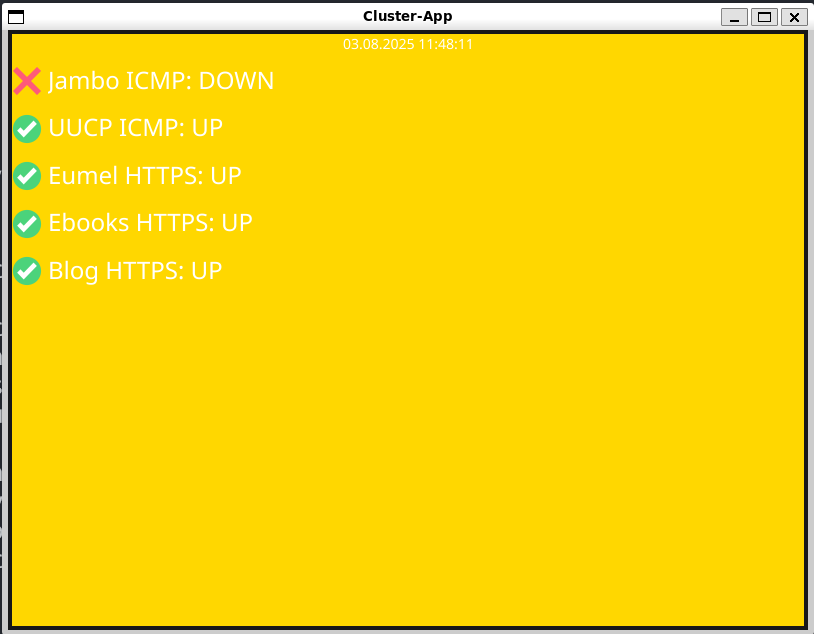 Cluster-App
03.08.2025 11:48:11
Jambo ICMP: DOWN
UUCP ICMP: UP
Eumel HTTPS: UP
Ebooks HTTPS: UP
Blog HTTPS: UP